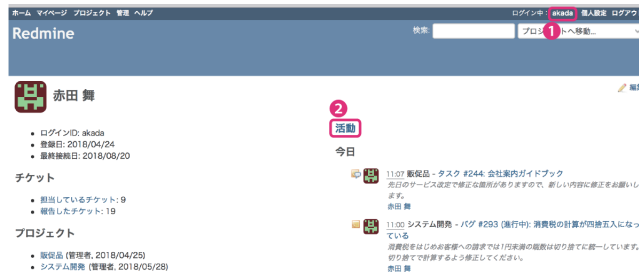 ホーム マイページ プロジェクト 管理 ヘルプ
ログイン中: akada 個人設定 ログアウ
Redmine
検索:
プロジェクトへ移動...
1
赤田 舞
編集
2
活動
ログインID: akada
登録日: 2018/04/24
最終接続日: 2018/08/20
今日
11:07 販促品 - タスク #244: 会社案内ガイドブック
先日のサービス改定で修正な箇所がありますので、新しい内容に修正をお願いし
ます。
赤田 舞
チケット
担当しているチケット: 9
報告したチケット: 19
11:00 システム開発 - バグ #293 (進行中): 消費税の計算が四捨五入になっ
ている
消費税をはじめお客様への請求では1円未満の端数は切り捨てに統一しています。
切り捨てで計算するよう修正してください。
赤田 舞
プロジェクト
販促品 (管理者, 2018/04/25)
システム開発 (管理者, 2018/05/28)